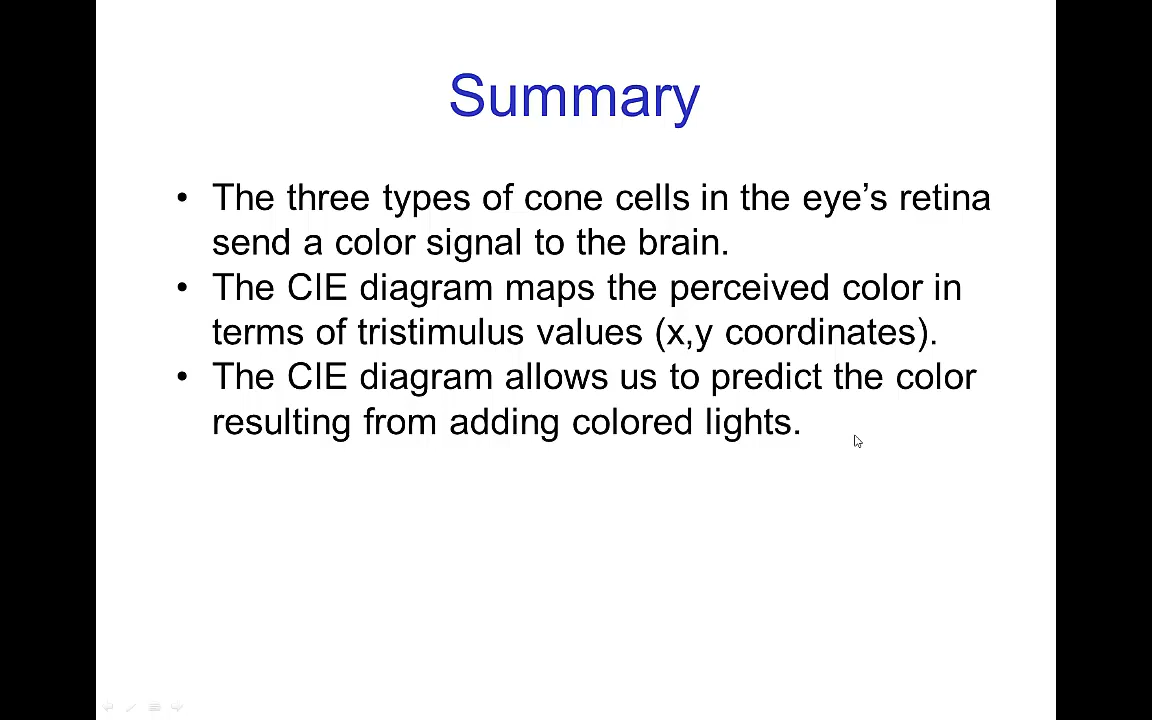 Summary
• The three types of cone cells in the eye’s retina
send a color signal to the brain.
• The CIE diagram maps the perceived color in
terms of tristimulus values (x,y coordinates).
• The CIE diagram allows us to predict the color
resulting from adding colored lights.